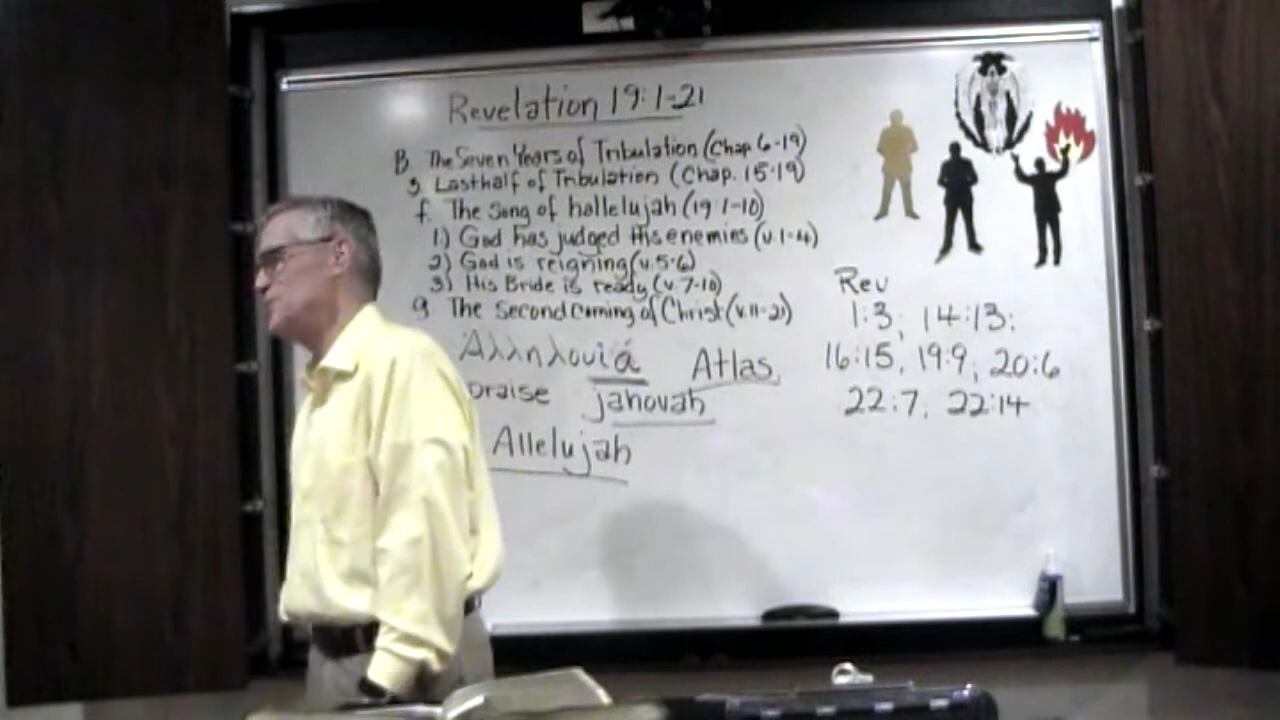 Revelation 19:1-21
B. The Seven Years of Tribulation (Chap. 6-19)
3. Last half of Tribulation (Chap. 15-19)
f. The Song of hallelujah (19:1-10)
1.) God has judged His enemies (v.1-4)
2) God is reigning (v.5-6)
3) His Bride is ready (v.7-10)
g. The Second coming of Christ (v.11-21)
Ἁλληλουϊά Atlas
praise jahovah
Allelujah
Rev
1:3; 14:13;
16:15, 19:9; 20:6
22:7; 22:14